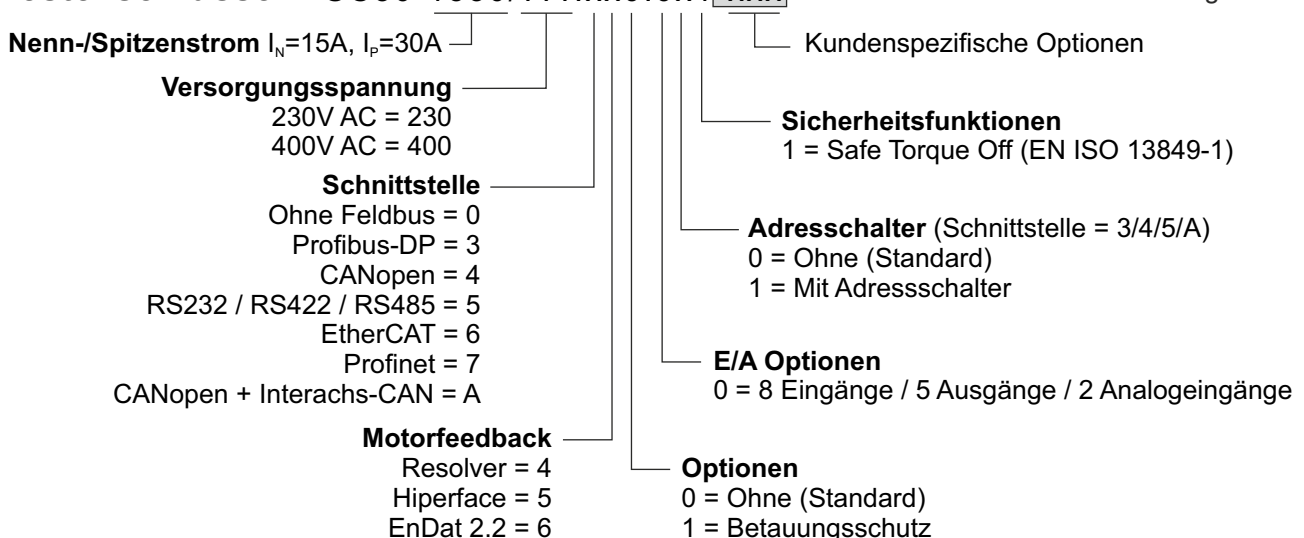 Nenn-/Spitzenstrom IN=15A, IP=30A
Kundenspezifische Optionen
Versorgungsspannung
230V AC = 230
400V AC = 400
Sicherheitsfunktionen
1 = Safe Torque Off (EN ISO 13849-1)
Schnittstelle
Ohne Feldbus = 0
Profibus-DP = 3
CANopen = 4
RS232 / RS422 / RS485 = 5
EtherCAT = 6
Profinet = 7
CANopen + Interachs-CAN = A
Adresschalter (Schnittstelle = 3/4/5/A)
0 = Ohne (Standard)
1 = Mit Adressschalter
E/A Optionen
0 = 8 Eingänge / 5 Ausgänge / 2 Analogeingänge
Motorfeedback
Resolver = 4
Hiperface = 5
EnDat 2.2 = 6
Optionen
0 = Ohne (Standard)
1 = Betauungsschutz